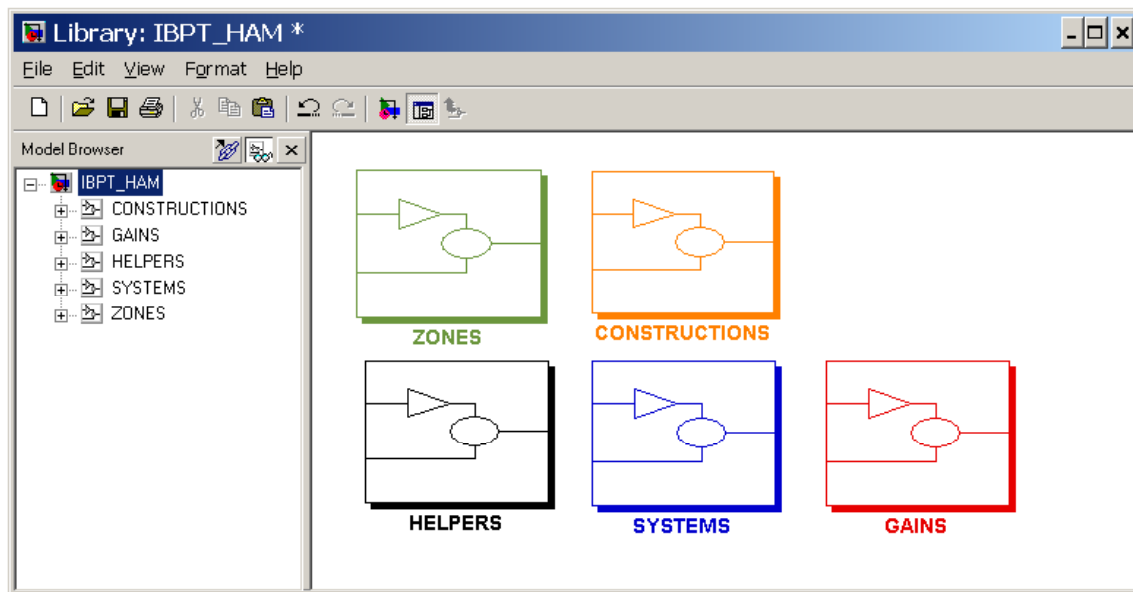 Library: IBPT_HAM *
File Edit View Format Help
Model Browser
IBPT_HAM
CONSTRUCTIONS
GAINS
HELPERS
SYSTEMS
ZONES
ZONES CONSTRUCTIONS
HELPERS SYSTEMS GAINS